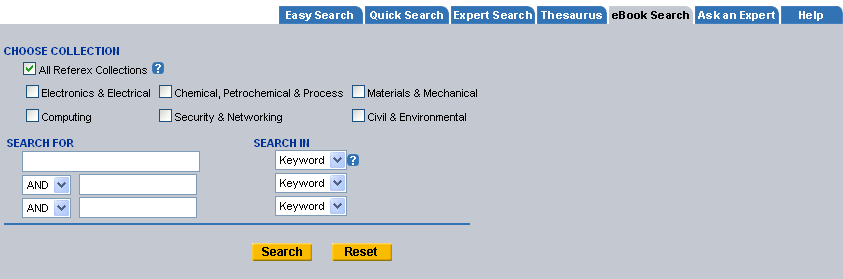 Easy Search Quick Search Expert Search Thesaurus eBook Search Ask an Expert Help
CHOOSE COLLECTION
All Referex Collections ?
Electronics & Electrical Chemical, Petrochemical & Process Materials & Mechanical
Computing Security & Networking Civil & Environmental
SEARCH FOR SEARCH IN
Keyword ?
AND Keyword
AND Keyword
Search Reset